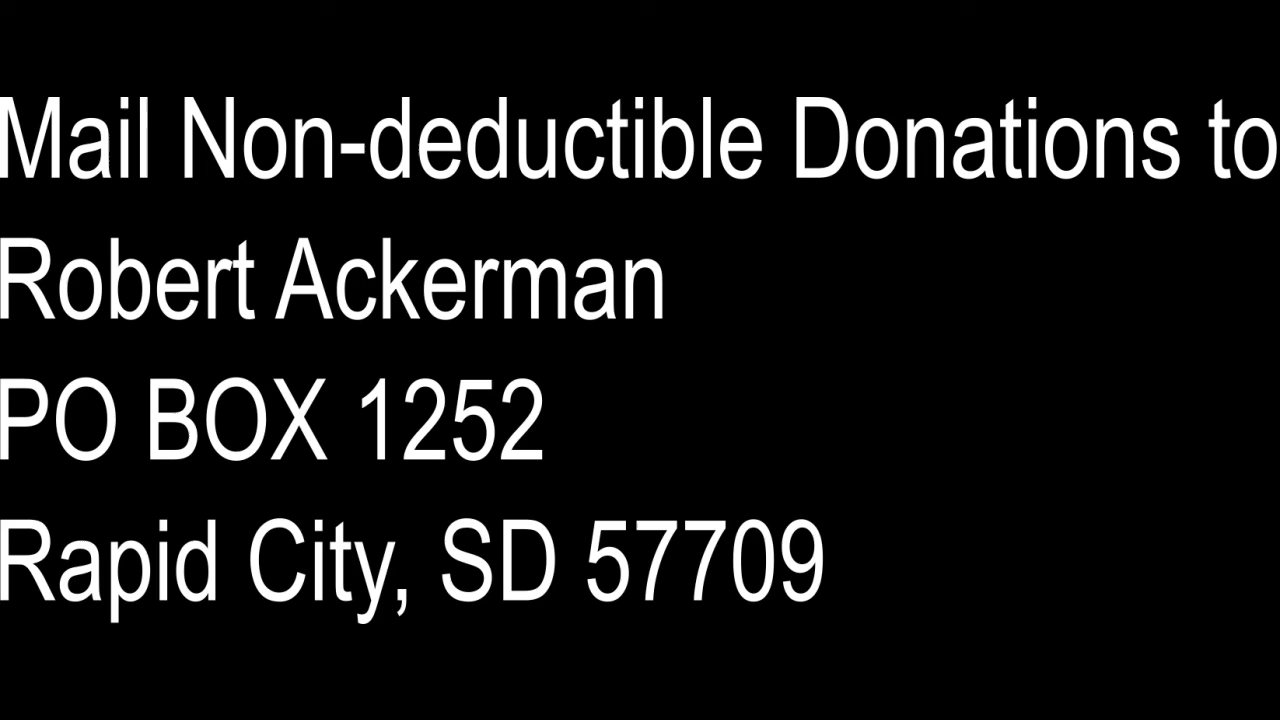 Mail Non-deductible Donations to
Robert Ackerman
PO BOX 1252
Rapid City, SD 57709